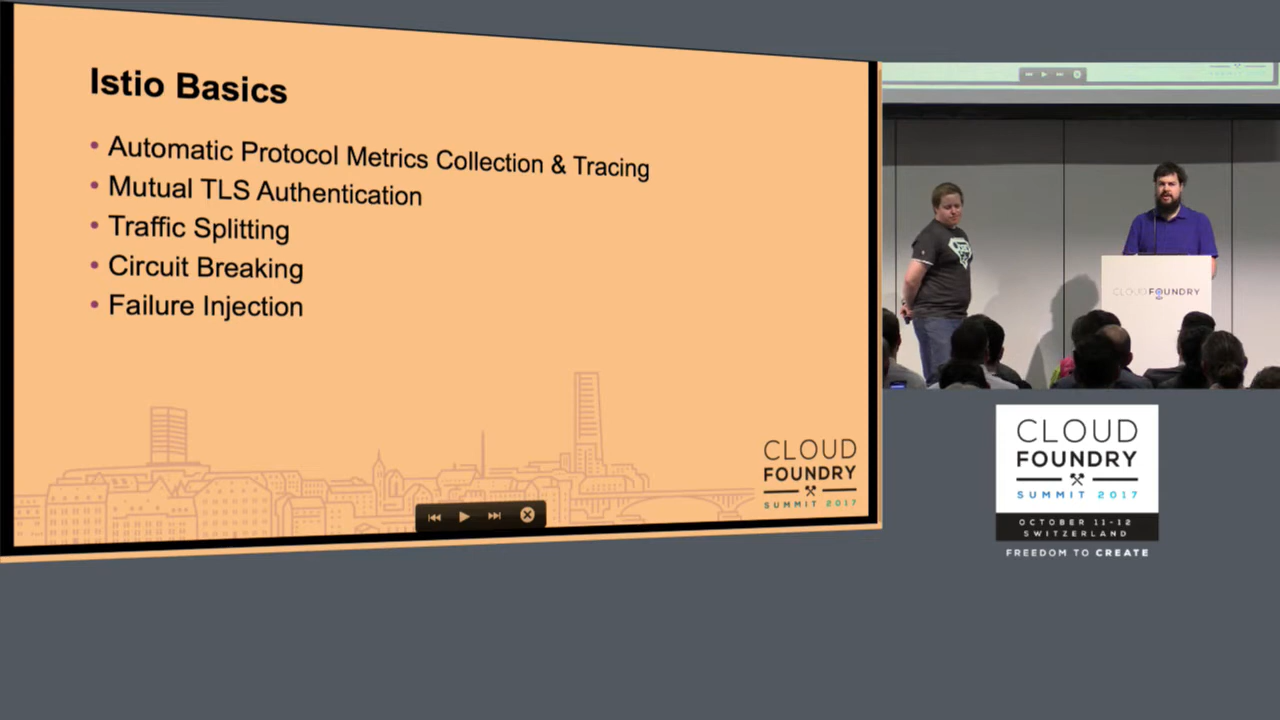 Istio Basics
• Automatic Protocol Metrics Collection & Tracing
• Mutual TLS Authentication
• Traffic Splitting
• Circuit Breaking
• Failure Injection
CLOUD
FOUNDRY
SUMMIT 2017
CLOUD FOUNDRY
CLOUD
FOUNDRY
SUMMIT 2017
OCTOBER 11-12
SWITZERLAND
FREEDOM TO CREATE